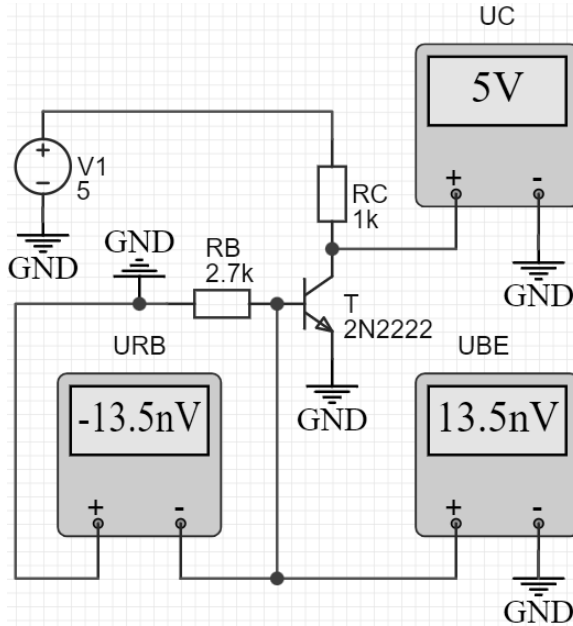 UC
5V
+ -
+
V1
5
-
GND
RC
1k
GND
RB
2.7k
GND
T
2N2222
URB
UBE
GND
-13.5nV
13.5nV
+ -
+ -
GND